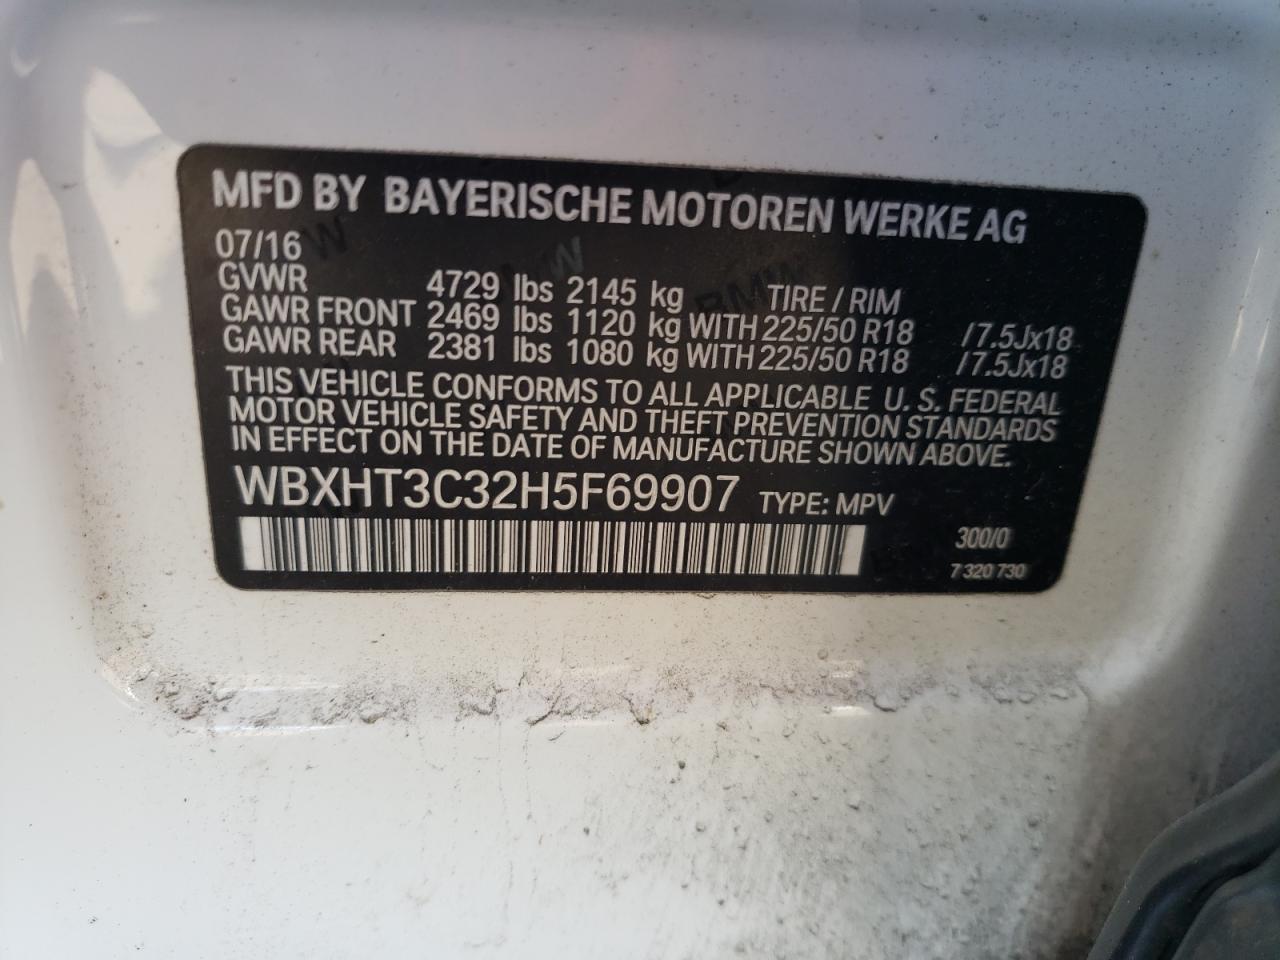 MFD BY BAYERISCHE MOTOREN WERKE AG
07/16
GVWR 4729 lbs 2145 kg TIRE / RIM
GAWR FRONT 2469 lbs 1120 kg WITH 225/50 R18 /7.5Jx18
GAWR REAR 2381 lbs 1080 kg WITH 225/50 R18 /7.5Jx18
THIS VEHICLE CONFORMS TO ALL APPLICABLE U. S. FEDERAL
MOTOR VEHICLE SAFETY AND THEFT PREVENTION STANDARDS
IN EFFECT ON THE DATE OF MANUFACTURE SHOWN ABOVE.
WBXHT3C32H5F69907 TYPE: MPV
300/0
7 320 730